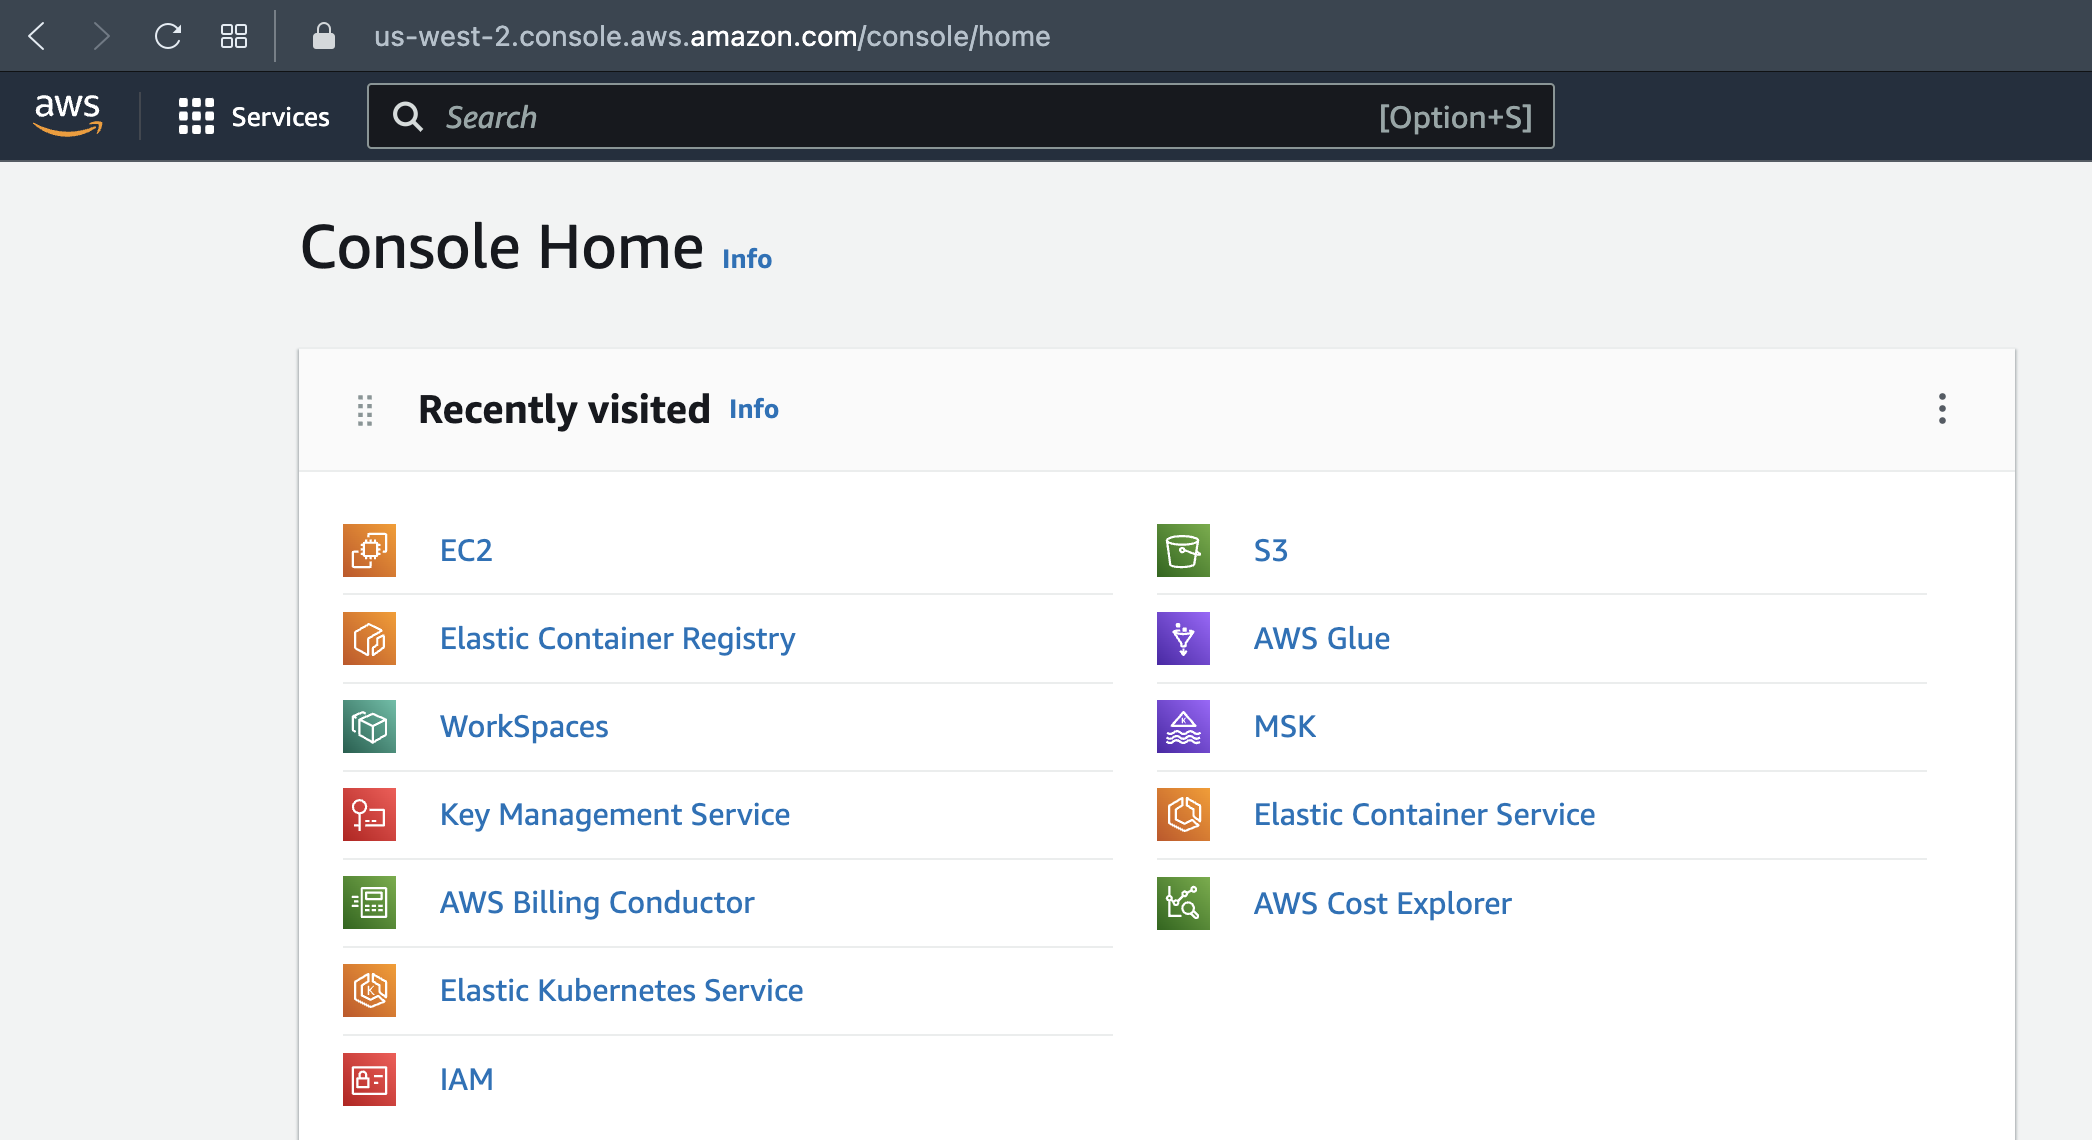 us-west-2.console.aws.amazon.com/console/home
aws Services Search [Option+S]
Console Home Info
Recently visited Info
EC2
Elastic Container Registry
WorkSpaces
Key Management Service
AWS Billing Conductor
Elastic Kubernetes Service
IAM
S3
AWS Glue
MSK
Elastic Container Service
AWS Cost Explorer